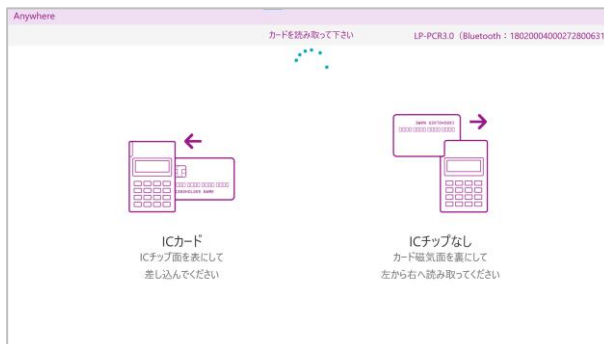 Anywhere
カードを読み取って下さい
LP-PCR3.0（Bluetooth：18020004000272800631
ICカード
ICチップ面を表にして
差し込んでください
ICチップなし
カード磁気面を裏にして
左から右へ読み取ってください